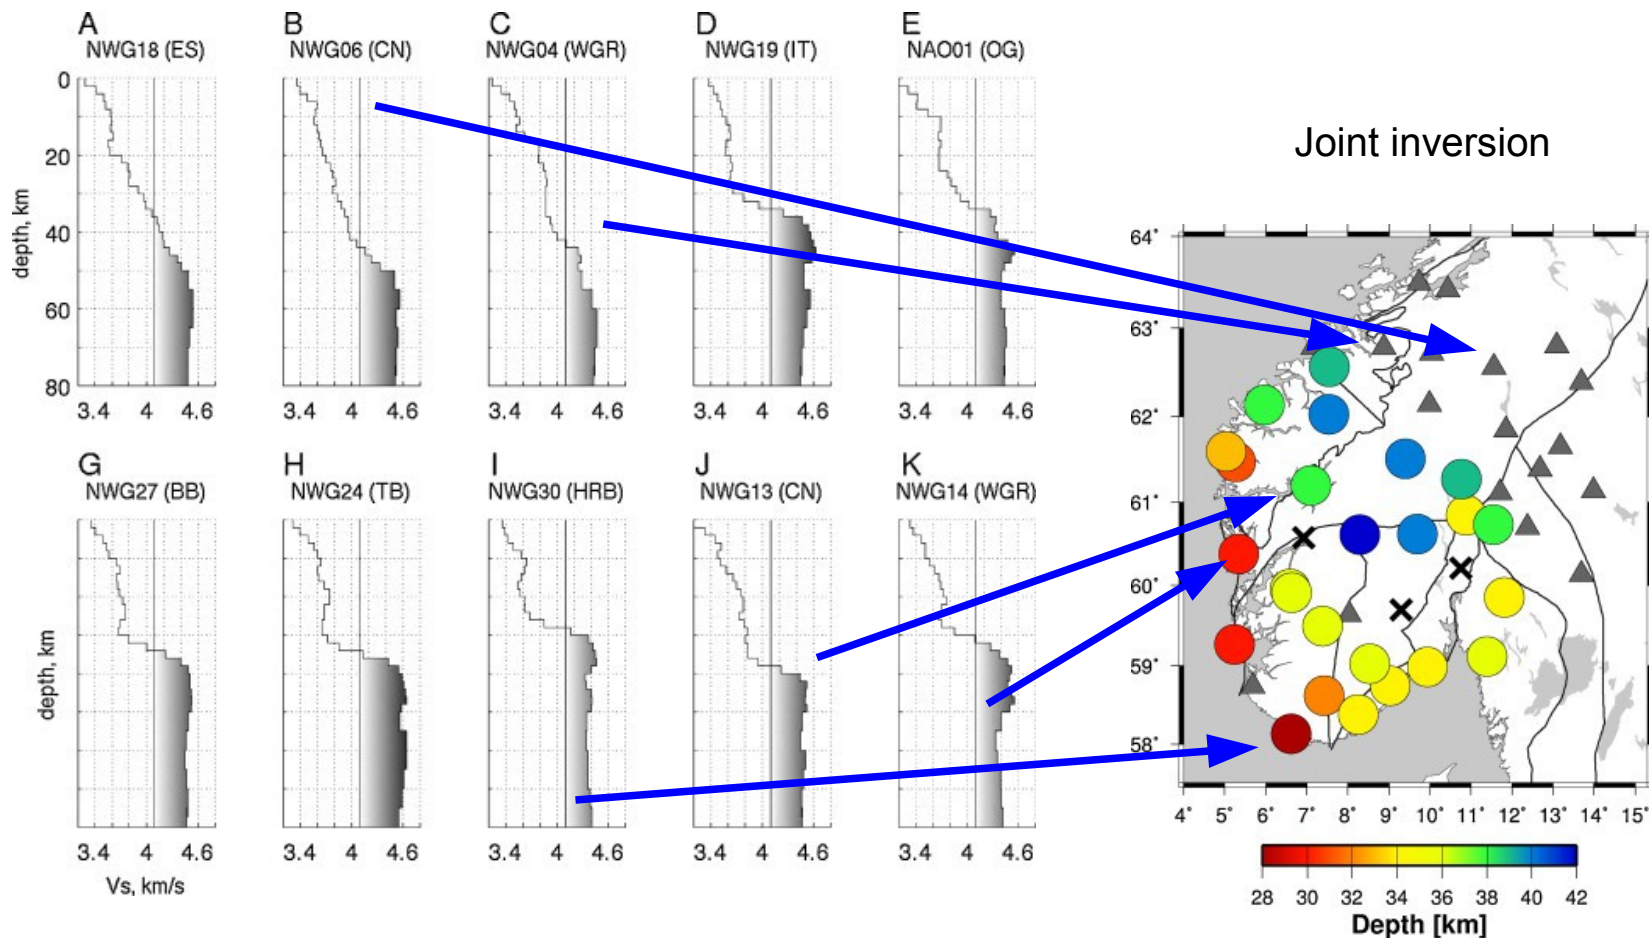 A B C D E
NWG18 (ES) NWG06 (CN) NWG04 (WGR) NWG19 (IT) NAO01 (OG)
0
20
40
60
80
depth, km
3.4 4 4.6 3.4 4 4.6 3.4 4 4.6 3.4 4 4.6 3.4 4 4.6
G H I J K
NWG27 (BB) NWG24 (TB) NWG30 (HRB) NWG13 (CN) NWG14 (WGR)
depth, km
3.4 4 4.6 3.4 4 4.6 3.4 4 4.6 3.4 4 4.6 3.4 4 4.6
Vs, km/s
Joint inversion
64˚
63˚
62˚
61˚
60˚
59˚
58˚
4˚ 5˚ 6˚ 7˚ 8˚ 9˚ 10˚ 11˚ 12˚ 13˚ 14˚ 15˚
28 30 32 34 36 38 40 42
Depth [km]